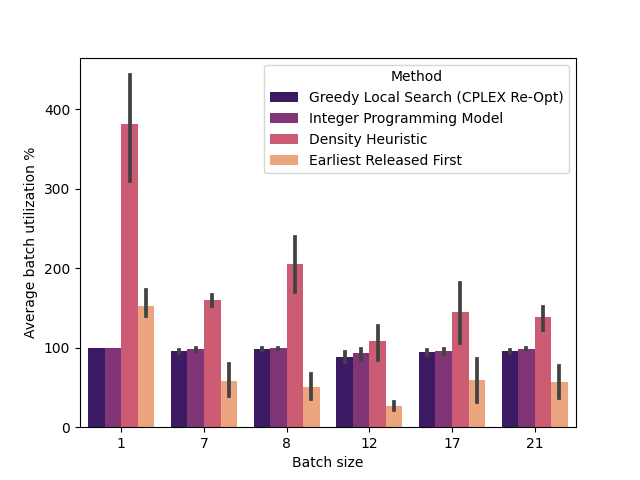 Method
Greedy Local Search (CPLEX Re-Opt)
Integer Programming Model
Density Heuristic
Earliest Released First
Average batch utilization %
400
300
200
100
0
1 7 8 12 17 21
Batch size